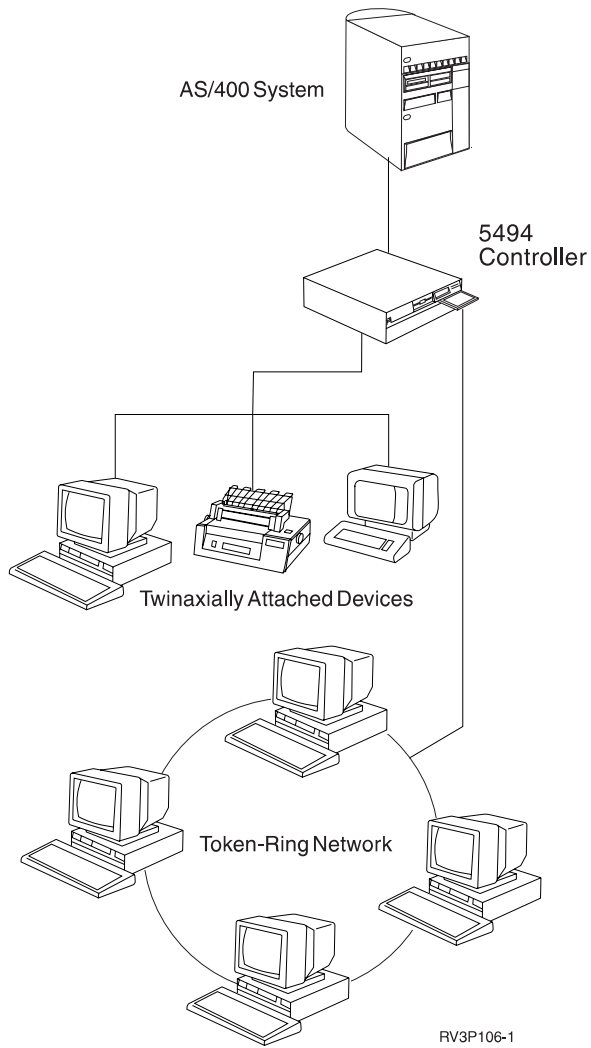 AS/400 System
5494
Controller
Twinaxially Attached Devices
Token-Ring Network
RV3P106-1